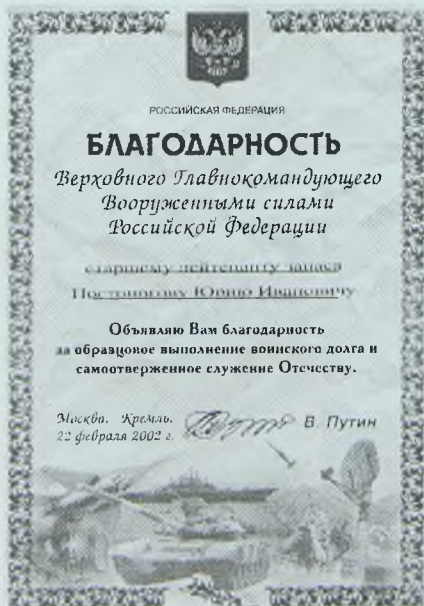 РОССИЙСКАЯ ФЕДЕРАЦИЯ
БЛАГОДАРНОСТЬ
Верховного Главнокомандующего
Вооруженными силами
Российской Федерации
старшему лейтенанту запаса
Постоногову Юрию Ивановичу
Объявляю Вам благодарность
за образцовое выполнение воинского долга и
самоотверженное служение Отечеству.
Москва, Кремль.
22 февраля 2002 г.
В. Путин